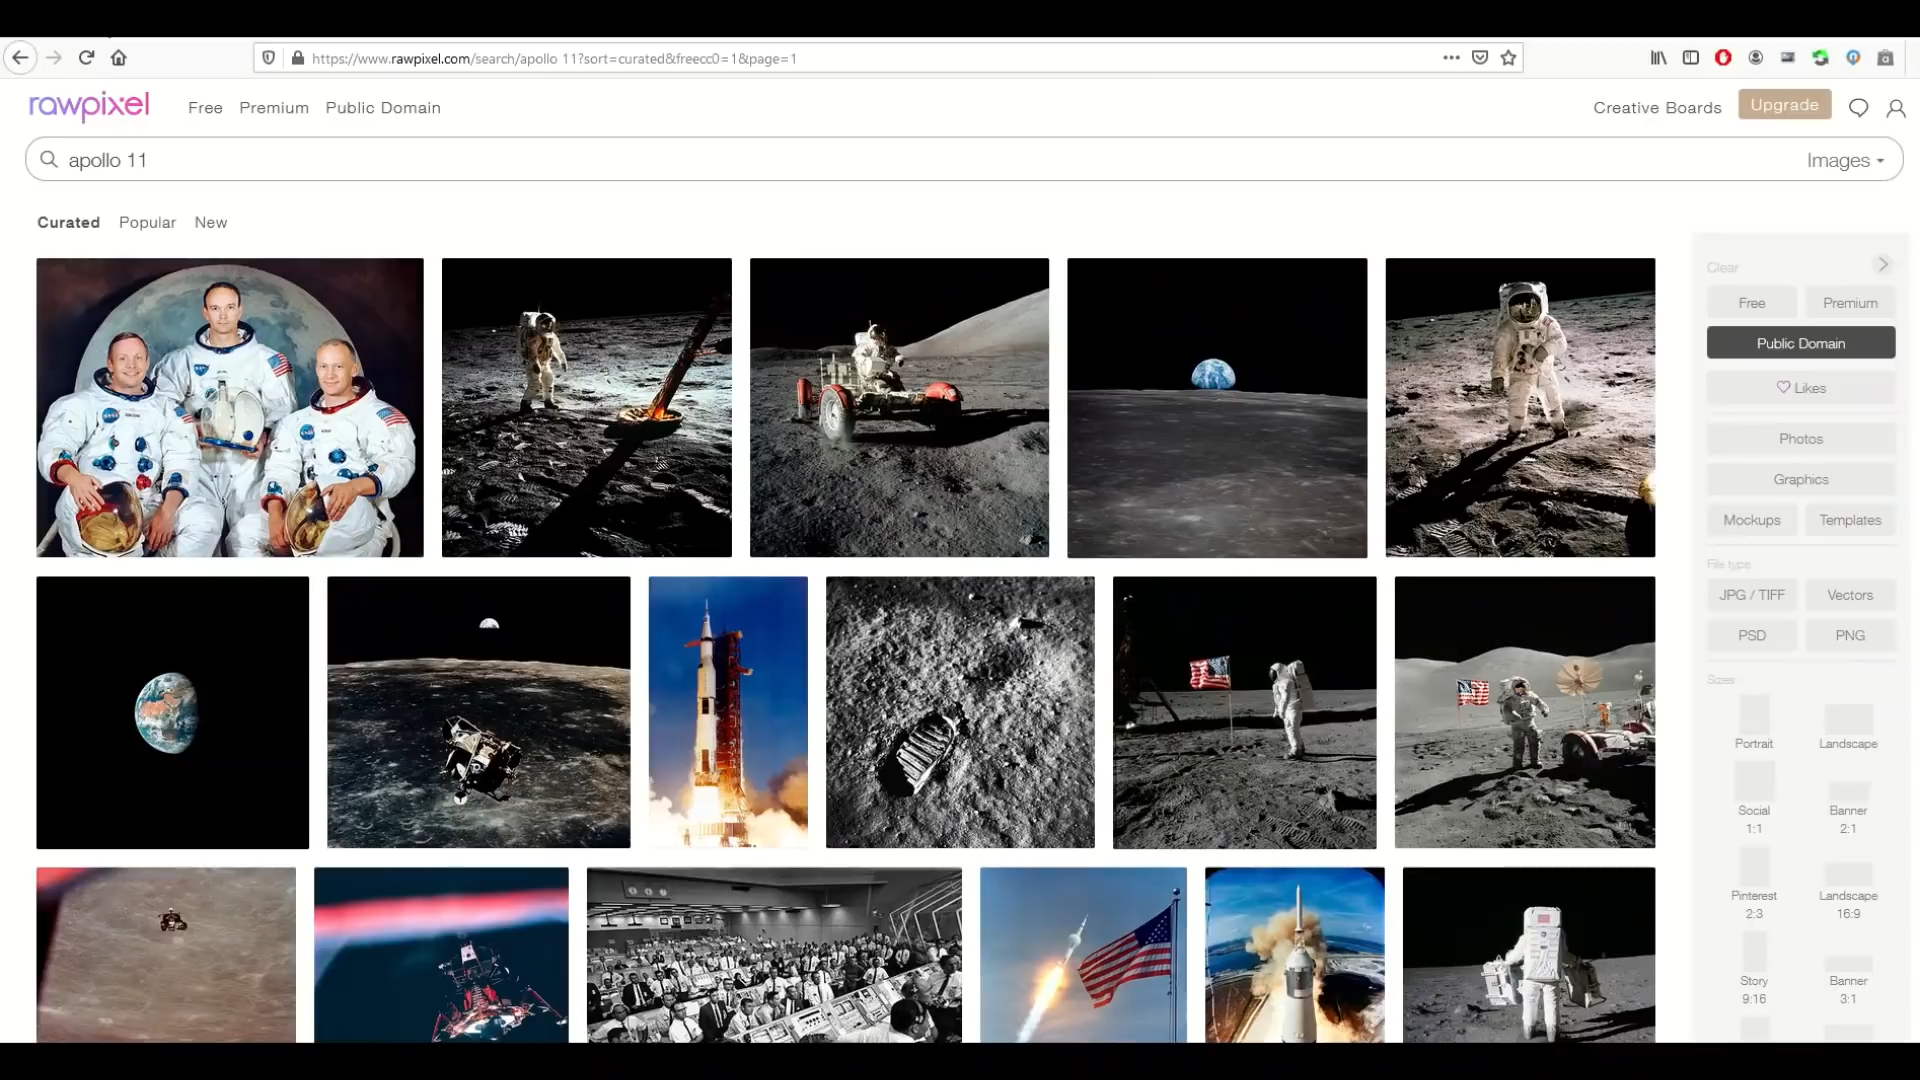 https://www.rawpixel.com/search/apollo 11?sort=curated&freecc0=1&page=1
rawpixel Free Premium Public Domain Creative Boards Upgrade
apollo 11 Images
Curated Popular New
Clear
Free Premium
Public Domain
Likes
Photos
Graphics
Mockups Templates
File type
JPG / TIFF Vectors
PSD PNG
Sizes
Portrait Landscape
Social Banner
1:1 2:1
Pinterest Landscape
2:3 16:9
Story Banner
9:16 3:1